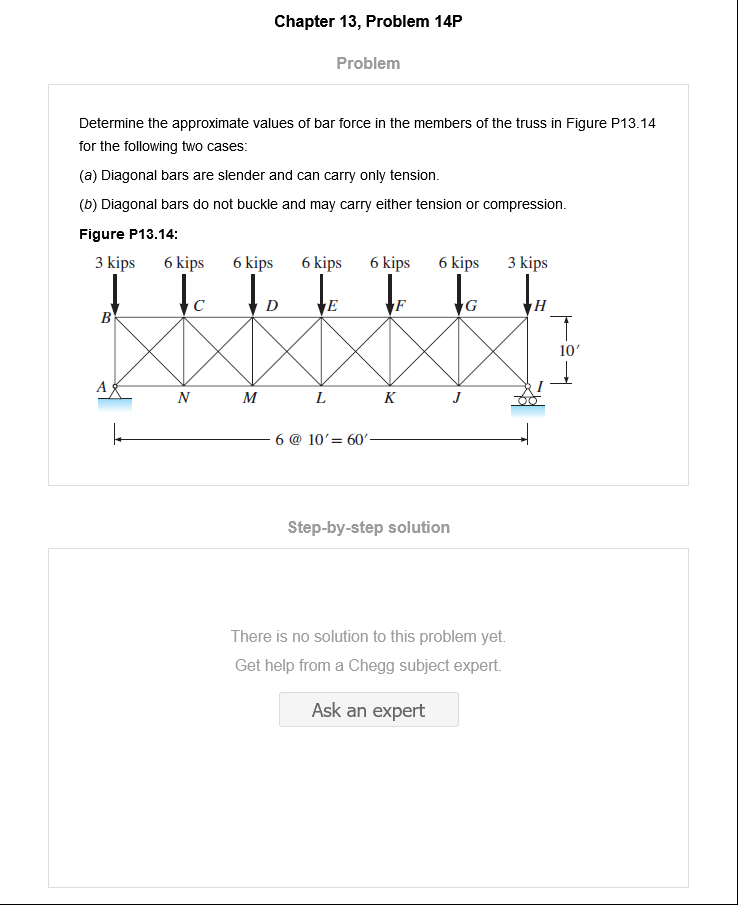 Chapter 13, Problem 14P
Problem
Determine the approximate values of bar force in the members of the truss in Figure P13.14
for the following two cases:
(a) Diagonal bars are slender and can carry only tension.
(b) Diagonal bars do not buckle and may carry either tension or compression.
Figure P13.14:
3 kips 6 kips 6 kips 6 kips 6 kips 6 kips 3 kips
B C D E F G H
10′
A N M L K J I
6 @ 10′ = 60′
Step-by-step solution
There is no solution to this problem yet.
Get help from a Chegg subject expert.
Ask an expert